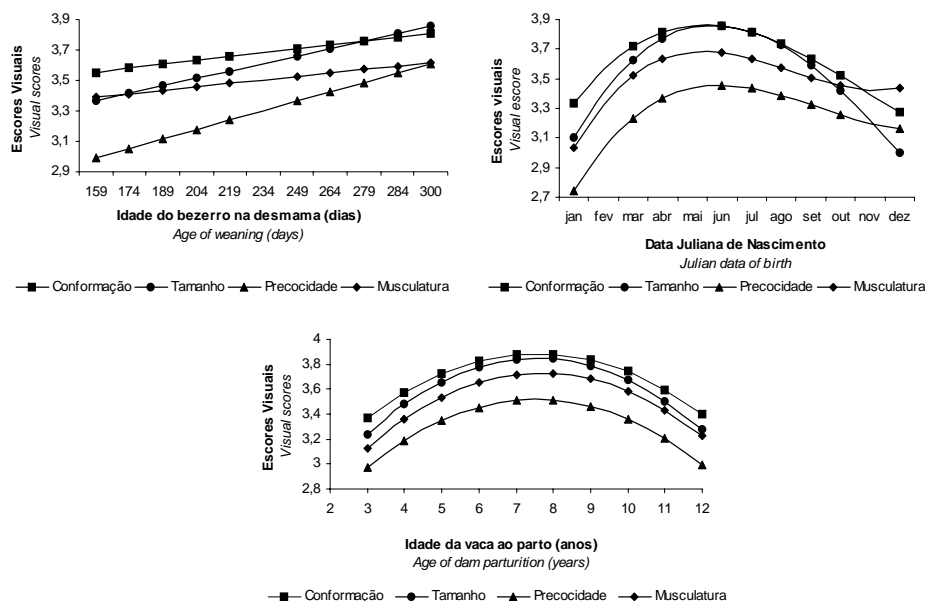 3,9
3,7
3,5
3,3
3,1
2,9
Escores Visuais
Visual scores
159 174 189 204 219 234 249 264 279 284 300
Idade do bezerro na desmama (dias)
Age of weaning (days)
Conformação Tamanho Precocidade Musculatura
3,9
3,7
3,5
3,3
3,1
2,9
2,7
Escores visuais
Visual escore
jan fev mar abr mai jun jul ago set out nov dez
Data Juliana de Nascimento
Julian data of birth
Conformação Tamanho Precocidade Musculatura
4
3,8
3,6
3,4
3,2
3
2,8
Escores Visuais
Visual scores
2 3 4 5 6 7 8 9 10 11 12
Idade da vaca ao parto (anos)
Age of dam parturition (years)
Conformação Tamanho Precocidade Musculatura